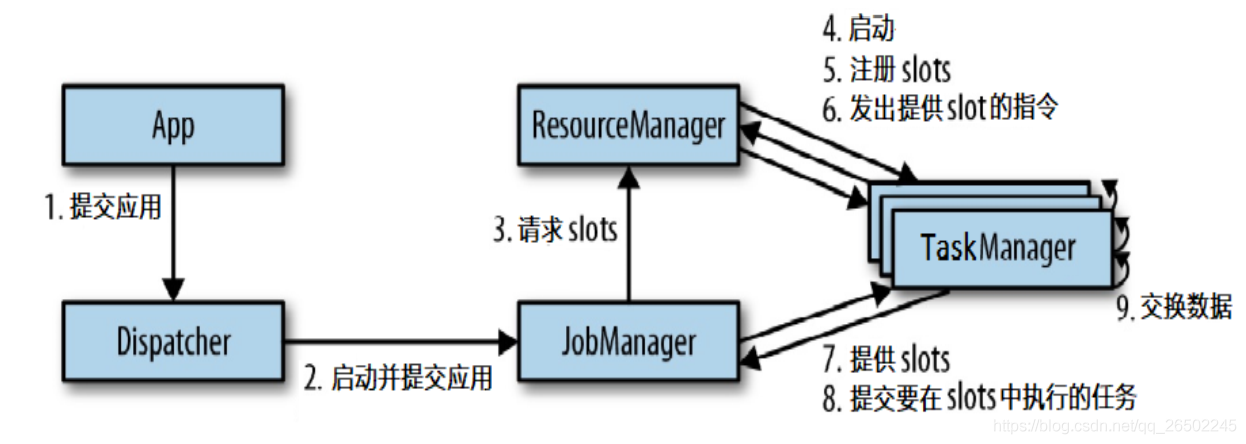 4. 启动
5. 注册 slots
6. 发出提供 slot 的指令
App
ResourceManager
1. 提交应用
3. 请求 slots
TaskManager
9. 交换数据
Dispatcher
JobManager
2. 启动并提交应用
7. 提供 slots
8. 提交要在 slots 中执行的任务
https://blog.csdn.net/qq_26502245